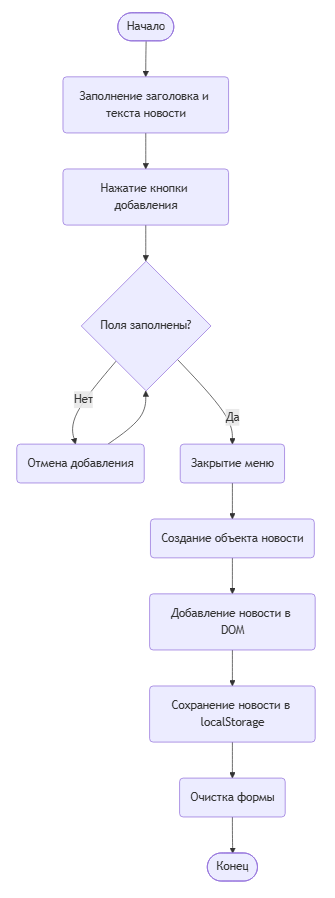 Начало
Заполнение заголовка и
текста новости
Нажатие кнопки
добавления
Поля заполнены?
Нет
Да
Отмена добавления
Закрытие меню
Создание объекта новости
Добавление новости в
DOM
Сохранение новости в
localStorage
Очистка формы
Конец